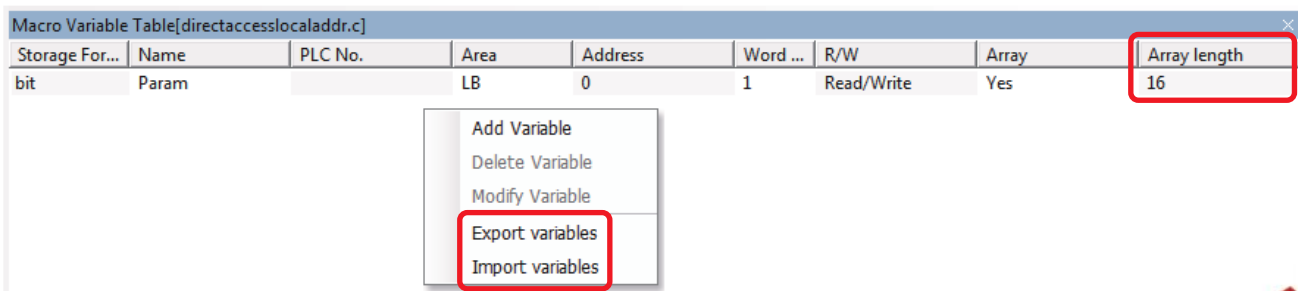 Macro Variable Table[directaccesslocaladdr.c]
Storage For... Name PLC No. Area Address Word ... R/W Array Array length
bit Param LB 0 1 Read/Write Yes 16
Add Variable
Delete Variable
Modify Variable
Export variables
Import variables